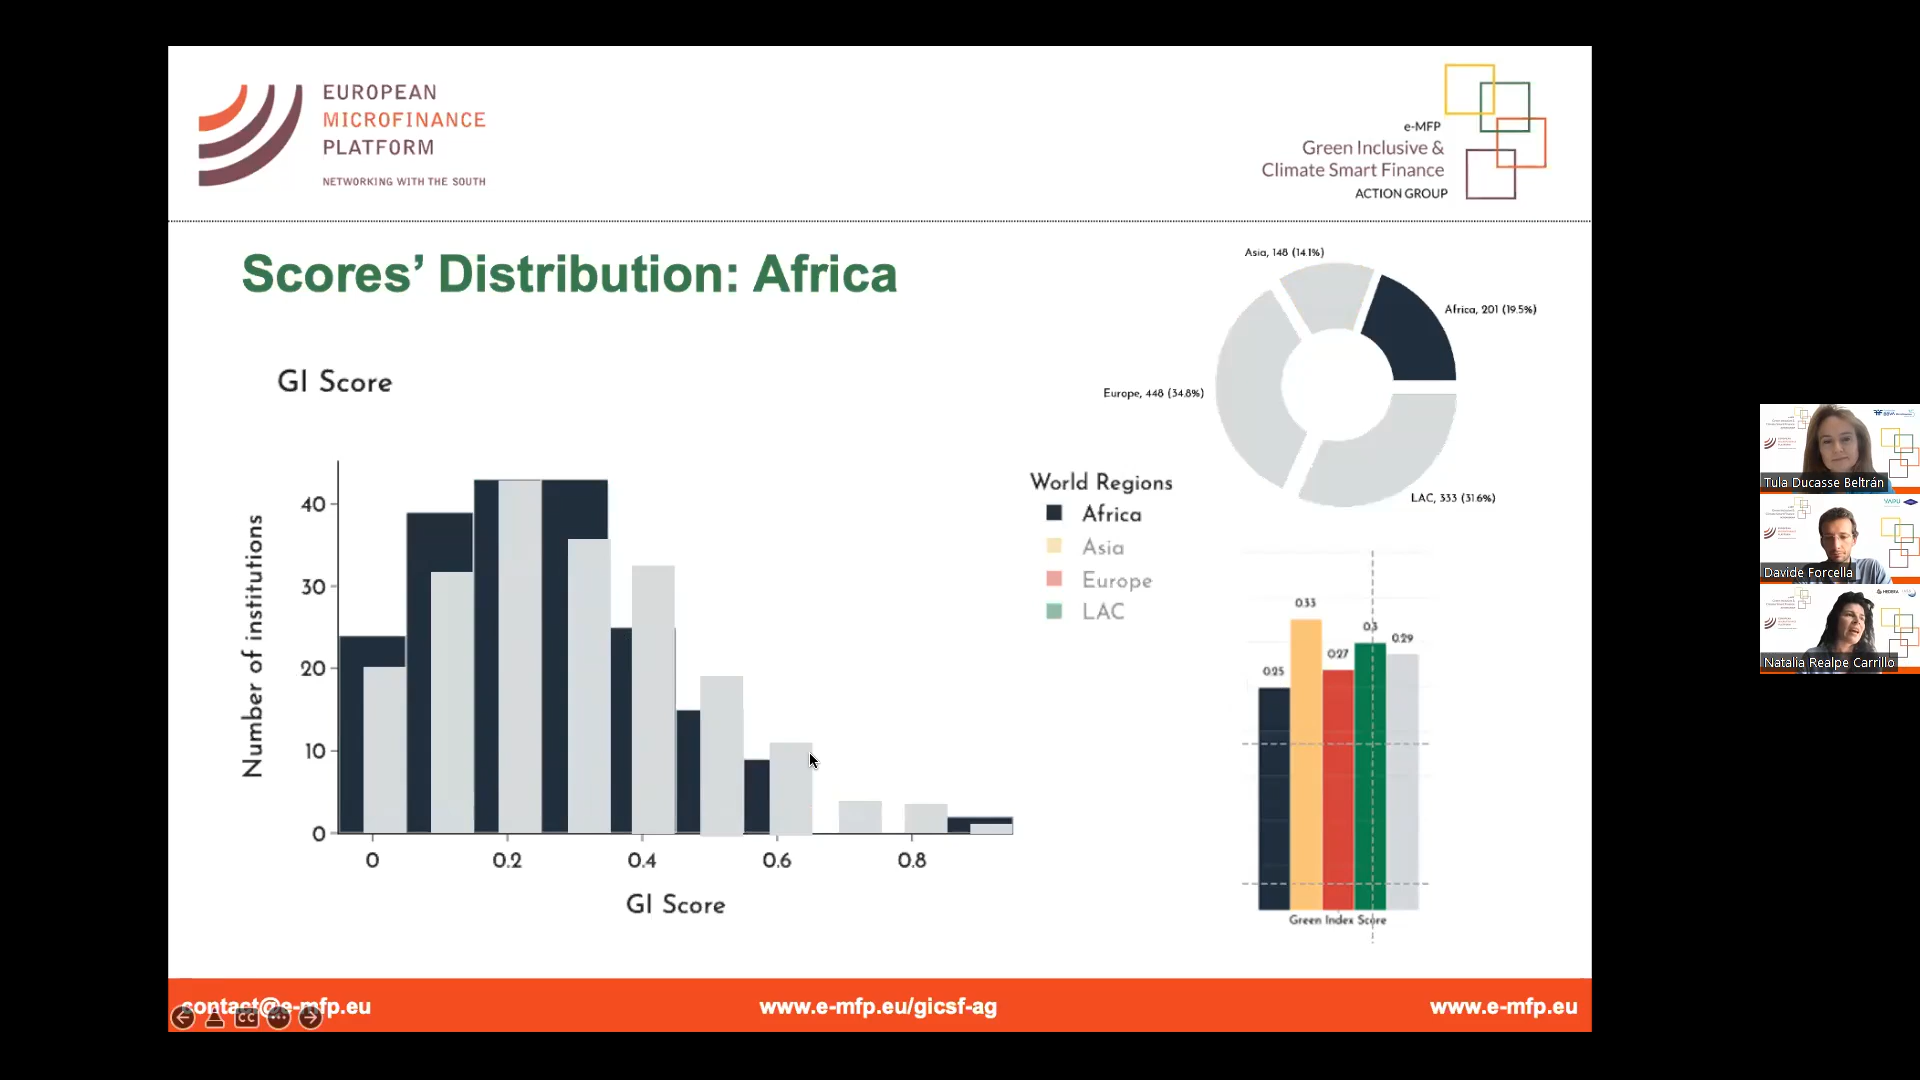 EUROPEAN
MICROFINANCE
PLATFORM
NETWORKING WITH THE SOUTH
e-MFP
Green Inclusive &
Climate Smart Finance
ACTION GROUP
Scores’ Distribution: Africa
Asia, 148 (14.1%)
Africa, 201 (19.5%)
Europe, 448 (34.8%)
LAC, 333 (31.6%)
GI Score
Number of institutions
40
30
20
10
0
0
0.2
0.4
0.6
0.8
GI Score
World Regions
Africa
Asia
Europe
LAC
0.25
0.33
0.27
0.3
0.29
Green Index Score
contact@e-mfp.eu
www.e-mfp.eu/gicsf-ag
www.e-mfp.eu
CC
Tula Ducasse Beltrán
Davide Forcella
Natalia Realpe Carrillo